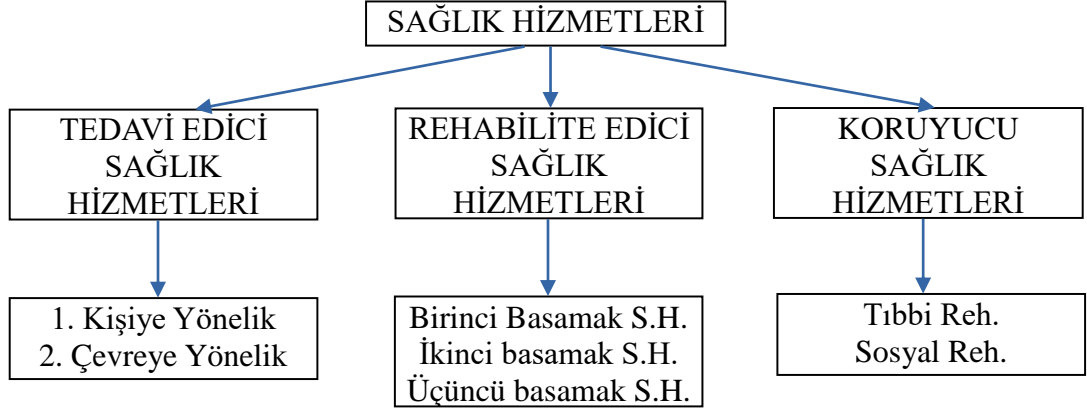 SAĞLIK HİZMETLERİ
TEDAVİ EDİCİ
SAĞLIK
HİZMETLERİ
REHABİLİTE EDİCİ
SAĞLIK
HİZMETLERİ
KORUYUCU
SAĞLIK
HİZMETLERİ
1. Kişiye Yönelik
2. Çevreye Yönelik
Birinci Basamak S.H.
İkinci basamak S.H.
Üçüncü basamak S.H.
Tıbbi Reh.
Sosyal Reh.